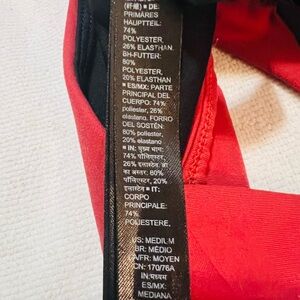 (纤维) ■ DE:
PRIMÄRES
HAUPTTEIL:
74%
POLYESTER,
26% ELASTHAN
BH-FUTTER:
80%
POLYESTER,
20% ELASTHAN
■ ES/MX: PARTE
PRINCIPAL DEL
CUERPO: 74%
poliéster, 26%
elastano, FORRO
DEL SOSTÉN:
80% poliéster,
20% elastano
■ IN: मुख्य भाग:
74% पॉलिएस्टर,
26% इलास्टेन ब्रा
का अस्तर: 80%
पॉलिएस्टर, 20%
इलास्टेन ■ IT:
CORPO
PRINCIPALE:
74%
POLIESTERE,
US: MEDIUM
BR: MÉDIO
CA/FR: MOYEN
CN: 170/76A
IN:मध्यम
ES/MX:
MEDIANA